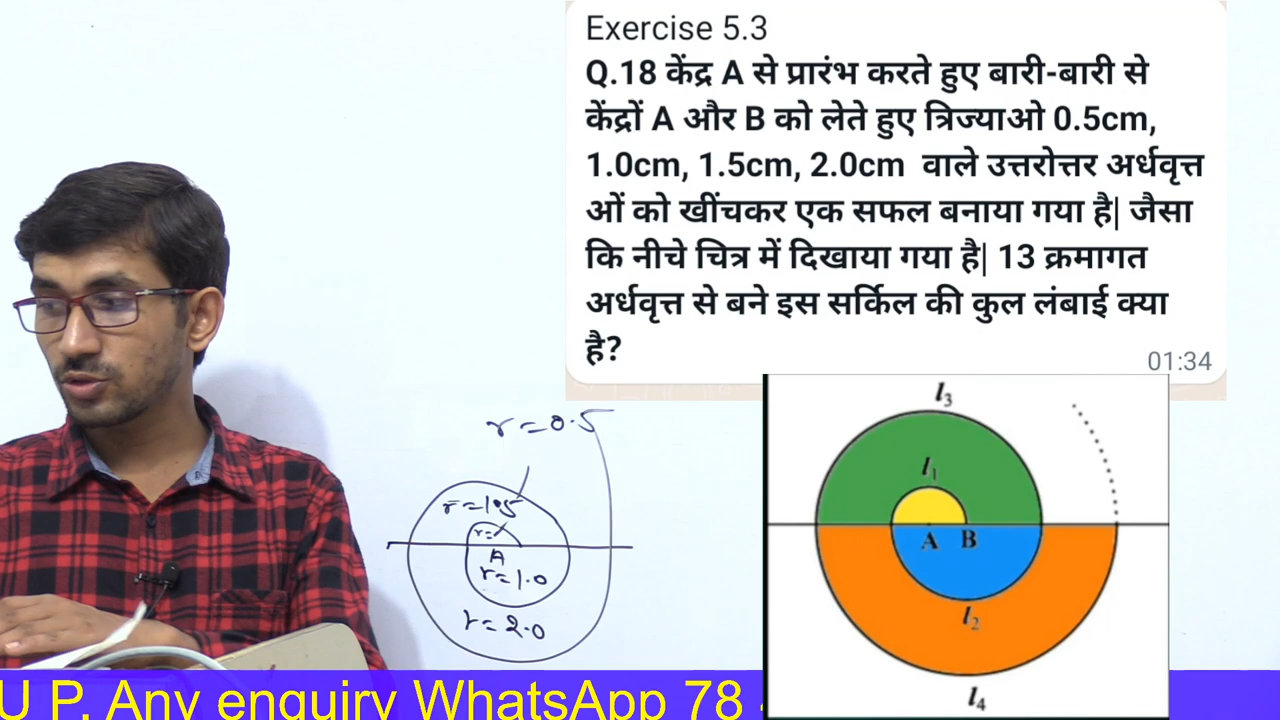 Exercise 5.3
Q.18 केंद्र A से प्रारंभ करते हुए बारी-बारी से
केंद्रों A और B को लेते हुए त्रिज्याओ 0.5cm,
1.0cm, 1.5cm, 2.0cm वाले उत्तरोत्तर अर्धवृत्त
ओं को खींचकर एक सफल बनाया गया है| जैसा
कि नीचे चित्र में दिखाया गया है| 13 क्रमागत
अर्धवृत्त से बने इस सर्किल की कुल लंबाई क्या
है?
01:34
r=0.5
r=1.5
r=
A
r=1.0
r=2.0
l3
l1
A B
l2
l4
U P. Any enquiry WhatsApp 78